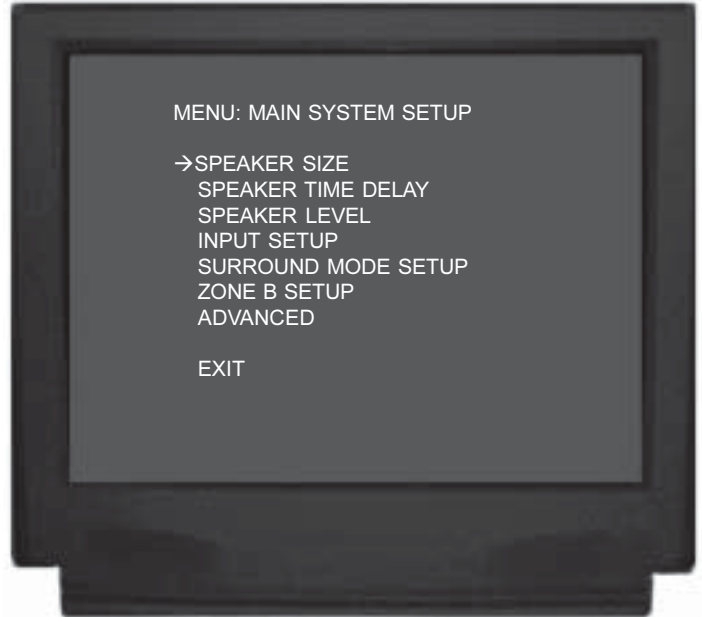 MENU: MAIN SYSTEM SETUP
→SPEAKER SIZE
SPEAKER TIME DELAY
SPEAKER LEVEL
INPUT SETUP
SURROUND MODE SETUP
ZONE B SETUP
ADVANCED
EXIT